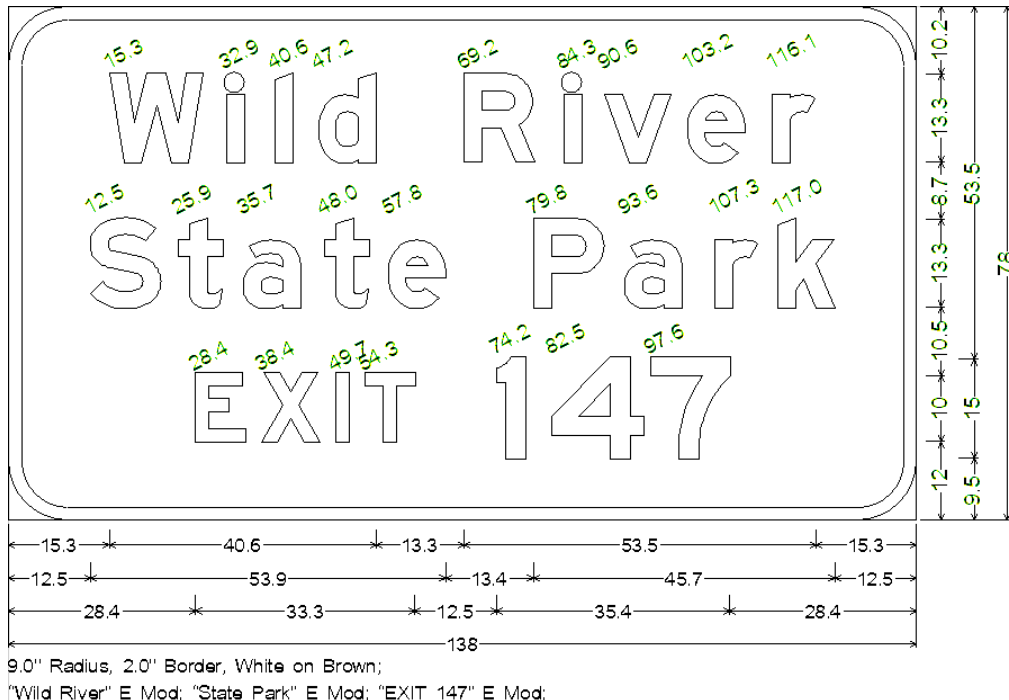 15.3 32.9 40.6 47.2 69.2 84.3 90.6 103.2 116.1
Wild River
12.5 25.9 35.7 48.0 57.8 79.8 93.6 107.3 117.0
State Park
28.4 38.4 49.7 54.3 74.2 82.5 97.6
EXIT 147
10.2
13.3
8.7
13.3
10.5
10
12
53.5
15
9.5
78
15.3 40.6 13.3 53.5 15.3
12.5 53.9 13.4 45.7 12.5
28.4 33.3 12.5 35.4 28.4
138
9.0" Radius, 2.0" Border, White on Brown;
"Wild River" E Mod; "State Park" E Mod; "EXIT 147" E Mod;